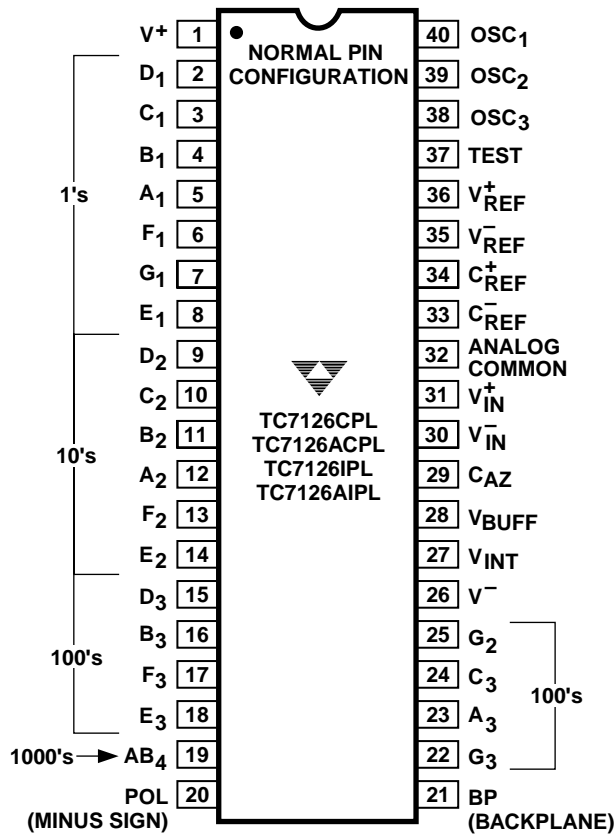 V+ 1
D1 2
C1 3
B1 4
A1 5
F1 6
G1 7
E1 8
D2 9
C2 10
B2 11
A2 12
F2 13
E2 14
D3 15
B3 16
F3 17
E3 18
1000's AB4 19
POL 20
(MINUS SIGN)
1's
10's
100's
NORMAL PIN
CONFIGURATION
TC7126CPL
TC7126ACPL
TC7126IPL
TC7126AIPL
40 OSC1
39 OSC2
38 OSC3
37 TEST
36 V+REF
35 V–REF
34 C+REF
33 C–REF
32 ANALOG
COMMON
31 V+IN
30 V–IN
29 CAZ
28 VBUFF
27 VINT
26 V–
25 G2
24 C3
23 A3
22 G3
100's
21 BP
(BACKPLANE)